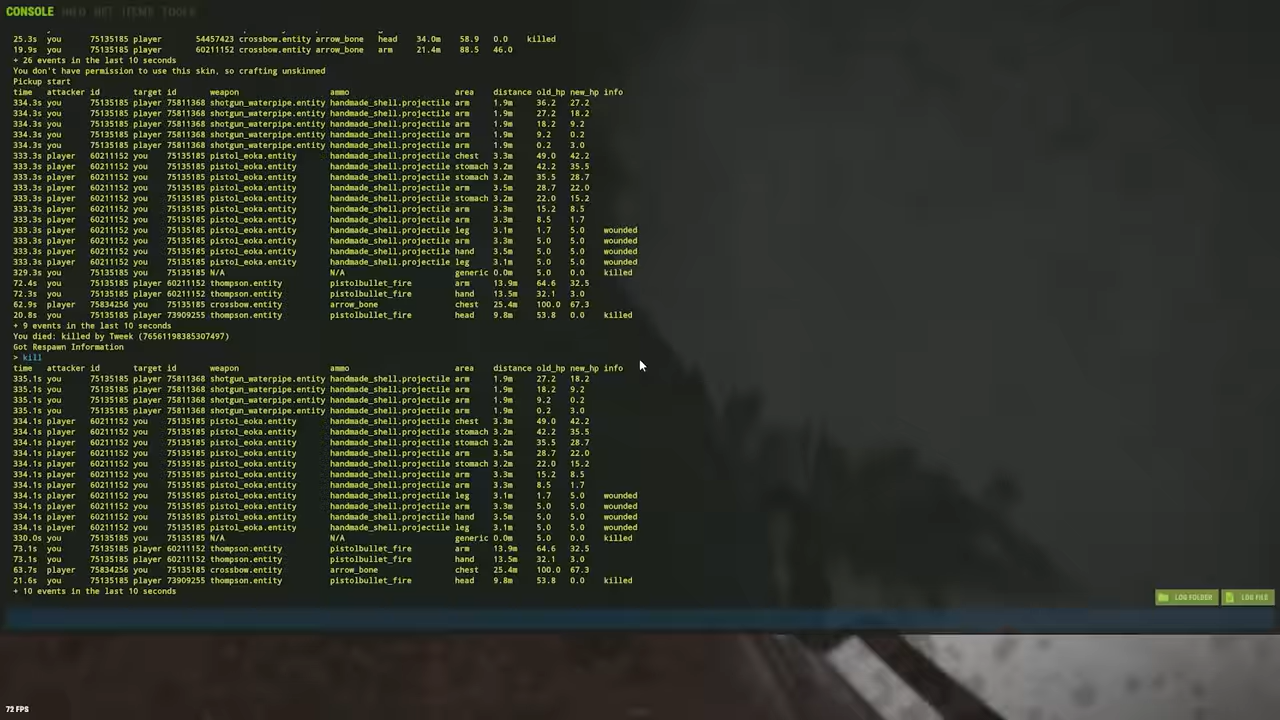 CONSOLE INFO NET ITEMS TOOLS
25.3s you 75135185 player 54457423 crossbow.entity arrow_bone head 34.0m 58.9 0.0 killed
19.9s you 75135185 player 60211152 crossbow.entity arrow_bone arm 21.4m 88.5 46.0
+ 26 events in the last 10 seconds
You don't have permission to use this skin, so crafting unskinned
Pickup start
time attacker id target id weapon ammo area distance old_hp new_hp info
334.3s you 75135185 player 75811368 shotgun_waterpipe.entity handmade_shell.projectile arm 1.9m 36.2 27.2
334.3s you 75135185 player 75811368 shotgun_waterpipe.entity handmade_shell.projectile arm 1.9m 27.2 18.2
334.3s you 75135185 player 75811368 shotgun_waterpipe.entity handmade_shell.projectile arm 1.9m 18.2 9.2
334.3s you 75135185 player 75811368 shotgun_waterpipe.entity handmade_shell.projectile arm 1.9m 9.2 0.2
334.3s you 75135185 player 75811368 shotgun_waterpipe.entity handmade_shell.projectile arm 1.9m 0.2 3.0
333.3s player 60211152 you 75135185 pistol_eoka.entity handmade_shell.projectile chest 3.3m 49.0 42.2
333.3s player 60211152 you 75135185 pistol_eoka.entity handmade_shell.projectile stomach 3.2m 42.2 35.5
333.3s player 60211152 you 75135185 pistol_eoka.entity handmade_shell.projectile stomach 3.2m 35.5 28.7
333.3s player 60211152 you 75135185 pistol_eoka.entity handmade_shell.projectile arm 3.5m 28.7 22.0
333.3s player 60211152 you 75135185 pistol_eoka.entity handmade_shell.projectile stomach 3.2m 22.0 15.2
333.3s player 60211152 you 75135185 pistol_eoka.entity handmade_shell.projectile arm 3.3m 15.2 8.5
333.3s player 60211152 you 75135185 pistol_eoka.entity handmade_shell.projectile arm 3.3m 8.5 1.7
333.3s player 60211152 you 75135185 pistol_eoka.entity handmade_shell.projectile leg 3.1m 1.7 5.0 wounded
333.3s player 60211152 you 75135185 pistol_eoka.entity handmade_shell.projectile arm 3.3m 5.0 5.0 wounded
333.3s player 60211152 you 75135185 pistol_eoka.entity handmade_shell.projectile hand 3.5m 5.0 5.0 wounded
333.3s player 60211152 you 75135185 pistol_eoka.entity handmade_shell.projectile leg 3.1m 5.0 5.0 wounded
329.3s you 75135185 you 75135185 N/A N/A generic 0.0m 5.0 0.0 killed
72.4s you 75135185 player 60211152 thompson.entity pistolbullet_fire arm 13.9m 64.6 32.5
72.3s you 75135185 player 60211152 thompson.entity pistolbullet_fire hand 13.5m 32.1 3.0
62.9s player 75834256 you 75135185 crossbow.entity arrow_bone chest 25.4m 100.0 67.3
20.8s you 75135185 player 73909255 thompson.entity pistolbullet_fire head 9.8m 53.8 0.0 killed
+ 9 events in the last 10 seconds
You died: killed by Tweek (76561198385307497)
Got Respawn Information
> kill
time attacker id target id weapon ammo area distance old_hp new_hp info
335.1s you 75135185 player 75811368 shotgun_waterpipe.entity handmade_shell.projectile arm 1.9m 27.2 18.2
335.1s you 75135185 player 75811368 shotgun_waterpipe.entity handmade_shell.projectile arm 1.9m 18.2 9.2
335.1s you 75135185 player 75811368 shotgun_waterpipe.entity handmade_shell.projectile arm 1.9m 9.2 0.2
335.1s you 75135185 player 75811368 shotgun_waterpipe.entity handmade_shell.projectile arm 1.9m 0.2 3.0
334.1s player 60211152 you 75135185 pistol_eoka.entity handmade_shell.projectile chest 3.3m 49.0 42.2
334.1s player 60211152 you 75135185 pistol_eoka.entity handmade_shell.projectile stomach 3.2m 42.2 35.5
334.1s player 60211152 you 75135185 pistol_eoka.entity handmade_shell.projectile stomach 3.2m 35.5 28.7
334.1s player 60211152 you 75135185 pistol_eoka.entity handmade_shell.projectile arm 3.5m 28.7 22.0
334.1s player 60211152 you 75135185 pistol_eoka.entity handmade_shell.projectile stomach 3.2m 22.0 15.2
334.1s player 60211152 you 75135185 pistol_eoka.entity handmade_shell.projectile arm 3.3m 15.2 8.5
334.1s player 60211152 you 75135185 pistol_eoka.entity handmade_shell.projectile arm 3.3m 8.5 1.7
334.1s player 60211152 you 75135185 pistol_eoka.entity handmade_shell.projectile leg 3.1m 1.7 5.0 wounded
334.1s player 60211152 you 75135185 pistol_eoka.entity handmade_shell.projectile arm 3.3m 5.0 5.0 wounded
334.1s player 60211152 you 75135185 pistol_eoka.entity handmade_shell.projectile hand 3.5m 5.0 5.0 wounded
334.1s player 60211152 you 75135185 pistol_eoka.entity handmade_shell.projectile leg 3.1m 5.0 5.0 wounded
330.0s you 75135185 you 75135185 N/A N/A generic 0.0m 5.0 0.0 killed
73.1s you 75135185 player 60211152 thompson.entity pistolbullet_fire arm 13.9m 64.6 32.5
73.1s you 75135185 player 60211152 thompson.entity pistolbullet_fire hand 13.5m 32.1 3.0
63.7s player 75834256 you 75135185 crossbow.entity arrow_bone chest 25.4m 100.0 67.3
21.6s you 75135185 player 73909255 thompson.entity pistolbullet_fire head 9.8m 53.8 0.0 killed
+ 10 events in the last 10 seconds
LOG FOLDER LOG FILE
72 FPS